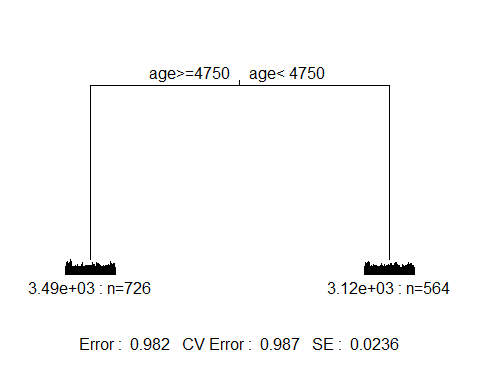 age>=4750 age< 4750
3.49e+03 : n=726 3.12e+03 : n=564
Error : 0.982 CV Error : 0.987 SE : 0.0236